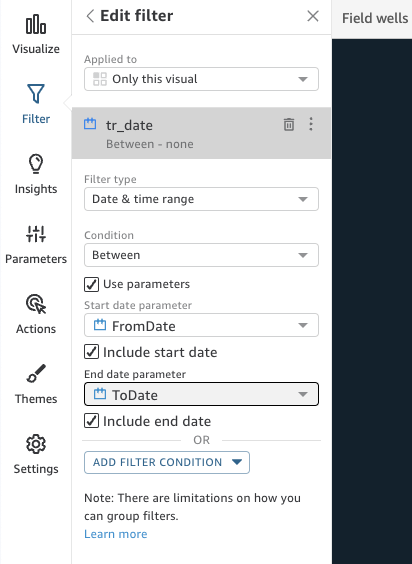 Edit filter
Field wells
Visualize
Filter
Insights
Parameters
Actions
Themes
Settings
Applied to
Only this visual
tr_date
Between - none
Filter type
Date & time range
Condition
Between
Use parameters
Start date parameter
FromDate
Include start date
End date parameter
ToDate
Include end date
OR
ADD FILTER CONDITION
Note: There are limitations on how you
can group filters.
Learn more